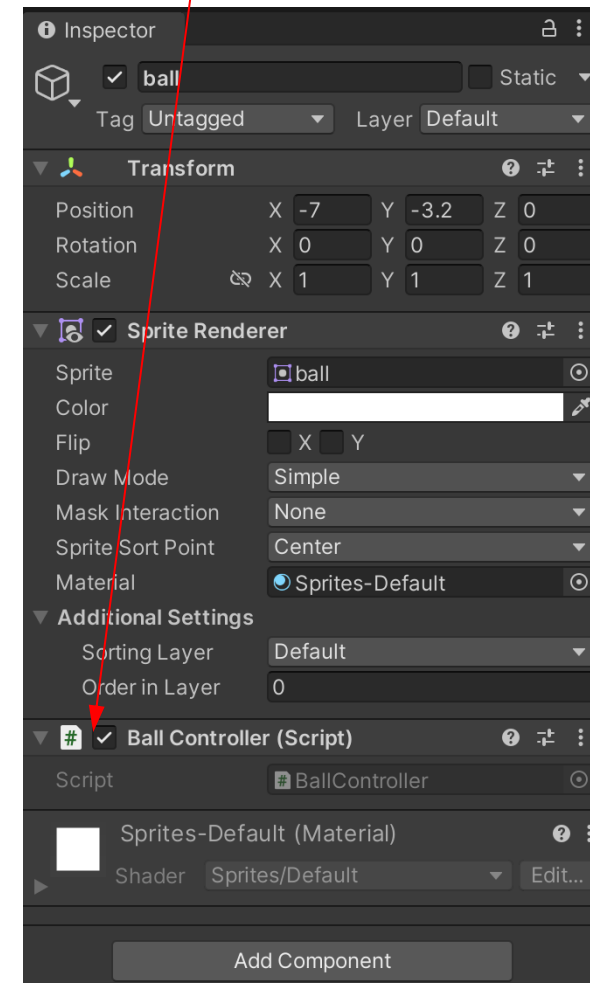 Inspector
ball Static
Tag Untagged Layer Default
Transform
Position X -7 Y -3.2 Z 0
Rotation X 0 Y 0 Z 0
Scale X 1 Y 1 Z 1
Sprite Renderer
Sprite ball
Color
Flip X Y
Draw Mode Simple
Mask Interaction None
Sprite Sort Point Center
Material Sprites-Default
Additional Settings
Sorting Layer Default
Order in Layer 0
# Ball Controller (Script)
Script # BallController
Sprites-Default (Material)
Shader Sprites/Default Edit...
Add Component